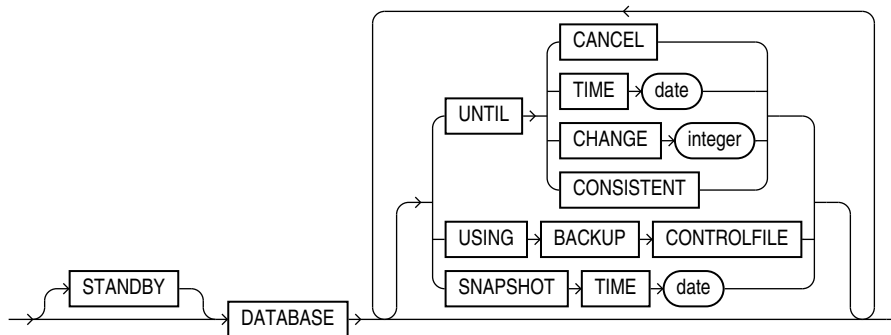 CANCEL
TIME date
UNTIL
CHANGE integer
CONSISTENT
USING BACKUP CONTROLFILE
STANDBY
SNAPSHOT TIME date
DATABASE